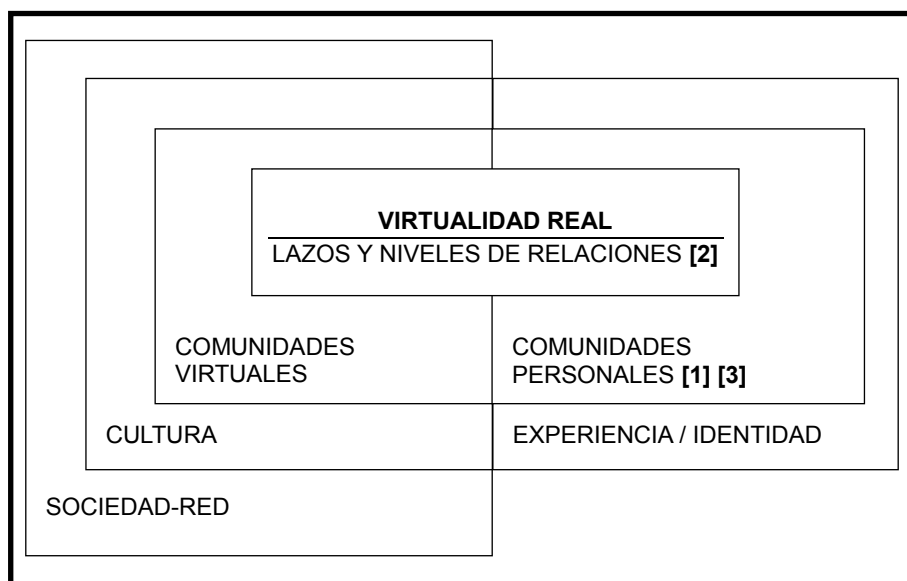 VIRTUALIDAD REAL
LAZOS Y NIVELES DE RELACIONES [2]
COMUNIDADES
VIRTUALES
COMUNIDADES
PERSONALES [1] [3]
CULTURA
EXPERIENCIA / IDENTIDAD
SOCIEDAD-RED